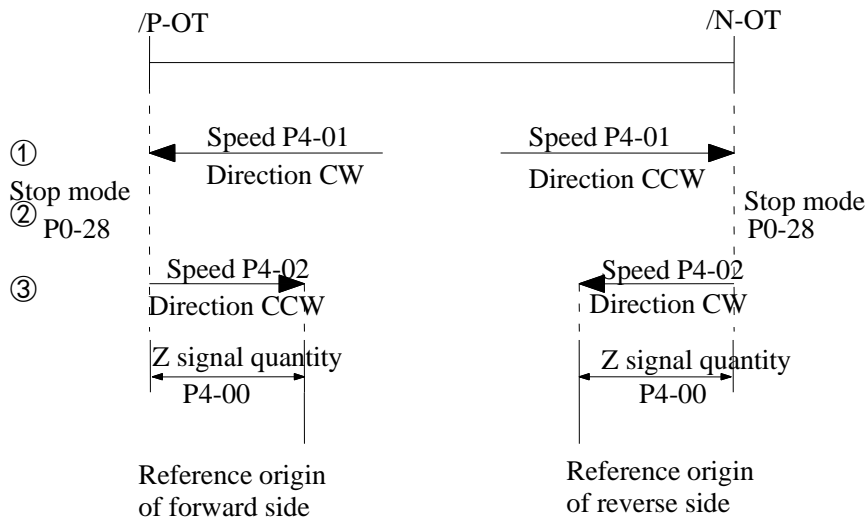 /P-OT
/N-OT
①
Speed P4-01
Direction CW
Speed P4-01
Direction CCW
Stop mode
②
P0-28
Stop mode
P0-28
③
Speed P4-02
Direction CCW
Speed P4-02
Direction CW
Z signal quantity
P4-00
Z signal quantity
P4-00
Reference origin
of forward side
Reference origin
of reverse side